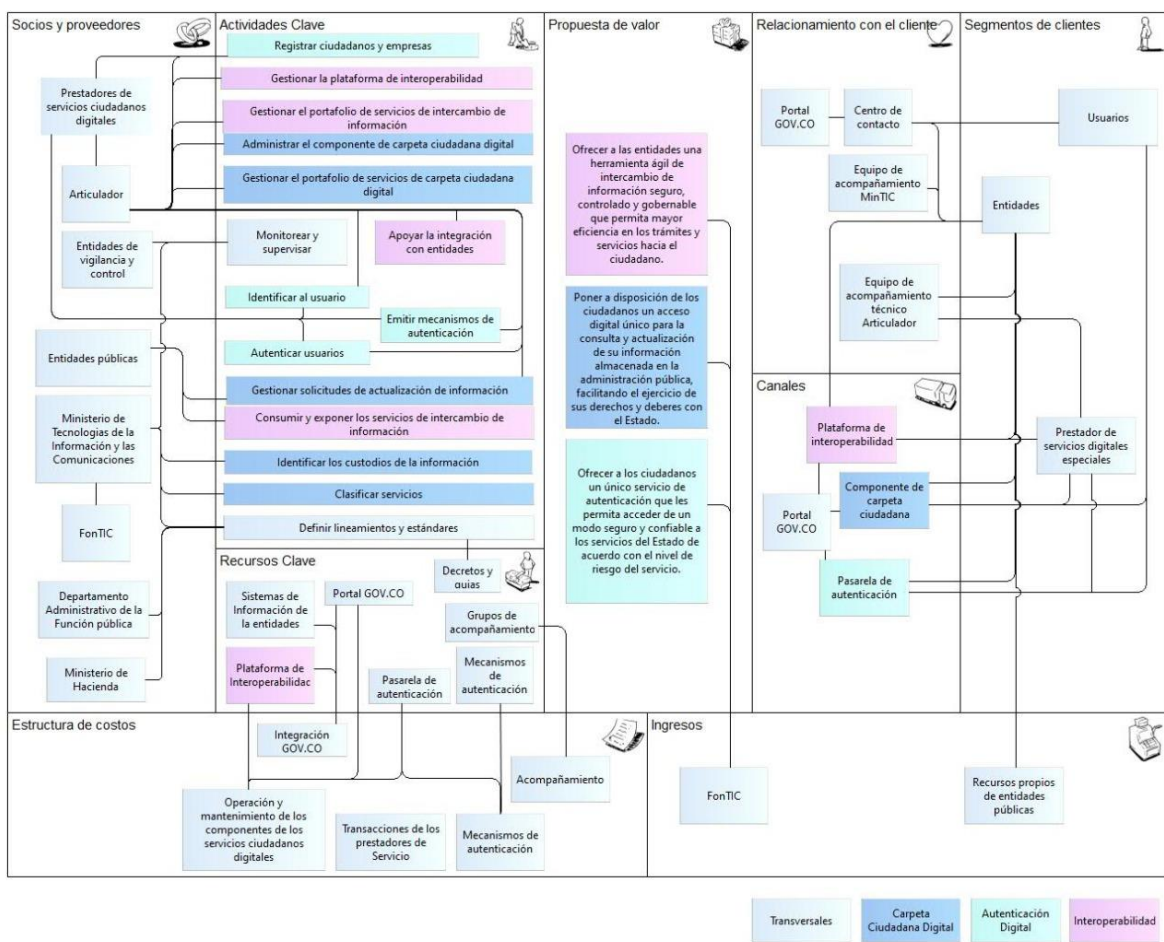 Socios y proveedores
Prestadores de
servicios ciudadanos
digitales
Articulador
Entidades de
vigilancia y
control
Entidades públicas
Ministerio de
Tecnologías de la
Información y las
Comunicaciones
FonTIC
Departamento
Administrativo de la
Función pública
Ministerio de
Hacienda
Actividades Clave
Registrar ciudadanos y empresas
Gestionar la plataforma de interoperabilidad
Gestionar el portafolio de servicios de intercambio de
información
Administrar el componente de carpeta ciudadana digital
Gestionar el portafolio de servicios de carpeta ciudadana
digital
Monitorear y
supervisar
Apoyar la integración
con entidades
Identificar al usuario
Emitir mecanismos de
autenticación
Autenticar usuarios
Gestionar solicitudes de actualización de información
Consumir y exponer los servicios de intercambio de
información
Identificar los custodios de la información
Clasificar servicios
Definir lineamientos y estándares
Decretos y
guias
Recursos Clave
Sistemas de
Información de
la entidades
Portal GOV.CO
Grupos de
acompañamiento
Plataforma de
Interoperabilidac
Pasarela de
autenticación
Mecanismos
de
autenticación
Propuesta de valor
Ofrecer a las entidades una
herramienta ágil de
intercambio de
información seguro,
controlado y gobernable
que permita mayor
eficiencia en los trámites y
servicios hacia el
ciudadano.
Poner a disposición de los
ciudadanos un acceso
digital único para la
consulta y actualización
de su información
almacenada en la
administración pública,
facilitando el ejercicio de
sus derechos y deberes con
el Estado.
Ofrecer a los ciudadanos
un único servicio de
autenticación que les
permita acceder de un
modo seguro y confiable a
los servicios del Estado de
acuerdo con el nivel de
riesgo del servicio.
Relacionamiento con el cliente
Portal
GOV.CO
Centro de
contacto
Equipo de
acompañamiento
MinTIC
Equipo de
acompañamiento
técnico
Articulador
Canales
Plataforma de
interoperabilidad
Componente de
carpeta
ciudadana
Portal
GOV.CO
Pasarela de
autenticación
Segmentos de clientes
Usuarios
Entidades
Prestador de
servicios digitales
especiales
Estructura de costos
Integración
GOV.CO
Acompañamiento
Operación y
mantenimiento de los
componentes de los
servicios ciudadanos
digitales
Transacciones de los
prestadores de
Servicio
Mecanismos de
autenticación
Ingresos
FonTIC
Recursos propios
de entidades
públicas
Transversales
Carpeta
Ciudadana Digital
Autenticación
Digital
Interoperabilidad